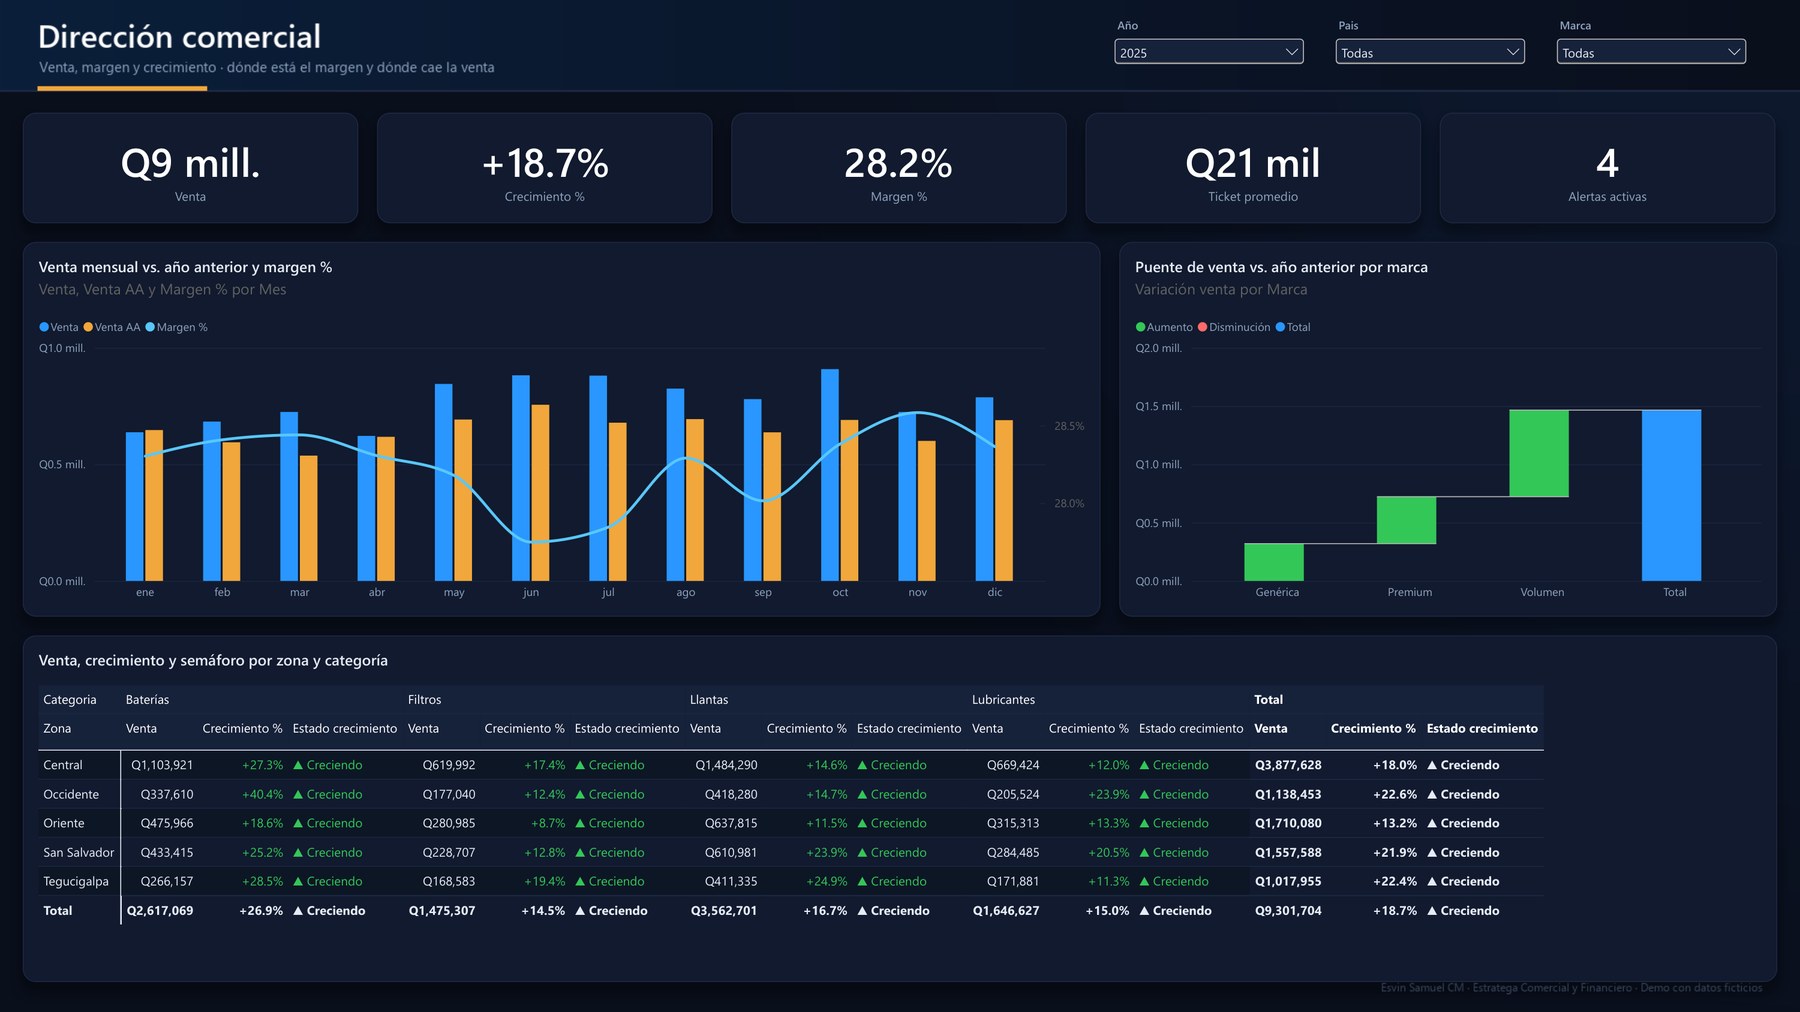 Dirección comercial
Venta, margen y crecimiento · dónde está el margen y dónde cae la venta
Año
2025
Pais
Todas
Marca
Todas
Q9 mill.
Venta
+18.7%
Crecimiento %
28.2%
Margen %
Q21 mil
Ticket promedio
4
Alertas activas
Venta mensual vs. año anterior y margen %
Venta, Venta AA y Margen % por Mes
Venta Venta AA Margen %
Q1.0 mill.
Q0.5 mill.
Q0.0 mill.
28.5%
28.0%
ene feb mar abr may jun jul ago sep oct nov dic
Puente de venta vs. año anterior por marca
Variación venta por Marca
Aumento Disminución Total
Q2.0 mill.
Q1.5 mill.
Q1.0 mill.
Q0.5 mill.
Q0.0 mill.
Genérica Premium Volumen Total
Venta, crecimiento y semáforo por zona y categoría
Categoria Baterias Filtros Llantas Lubricantes Total
Zona Venta Crecimiento % Estado crecimiento Venta Crecimiento % Estado crecimiento Venta Crecimiento % Estado crecimiento Venta Crecimiento % Estado crecimiento Venta Crecimiento % Estado crecimiento
Central Q1,103,921 +27.3% ▲ Creciendo Q619,992 +17.4% ▲ Creciendo Q1,484,290 +14.6% ▲ Creciendo Q669,424 +12.0% ▲ Creciendo Q3,877,628 +18.0% ▲ Creciendo
Occidente Q337,610 +40.4% ▲ Creciendo Q177,040 +12.4% ▲ Creciendo Q418,280 +14.7% ▲ Creciendo Q205,524 +23.9% ▲ Creciendo Q1,138,453 +22.6% ▲ Creciendo
Oriente Q475,966 +18.6% ▲ Creciendo Q280,985 +8.7% ▲ Creciendo Q637,815 +11.5% ▲ Creciendo Q315,313 +13.3% ▲ Creciendo Q1,710,080 +13.2% ▲ Creciendo
San Salvador Q433,415 +25.2% ▲ Creciendo Q228,707 +12.8% ▲ Creciendo Q610,981 +23.9% ▲ Creciendo Q284,485 +20.5% ▲ Creciendo Q1,557,588 +21.9% ▲ Creciendo
Tegucigalpa Q266,157 +28.5% ▲ Creciendo Q168,583 +19.4% ▲ Creciendo Q411,335 +24.9% ▲ Creciendo Q171,881 +11.3% ▲ Creciendo Q1,017,955 +22.4% ▲ Creciendo
Total Q2,617,069 +26.9% ▲ Creciendo Q1,475,307 +14.5% ▲ Creciendo Q3,562,701 +16.7% ▲ Creciendo Q1,646,627 +15.0% ▲ Creciendo Q9,301,704 +18.7% ▲ Creciendo
Esvin Samuel CM · Estratega Comercial y Financiero · Demo con datos ficticios